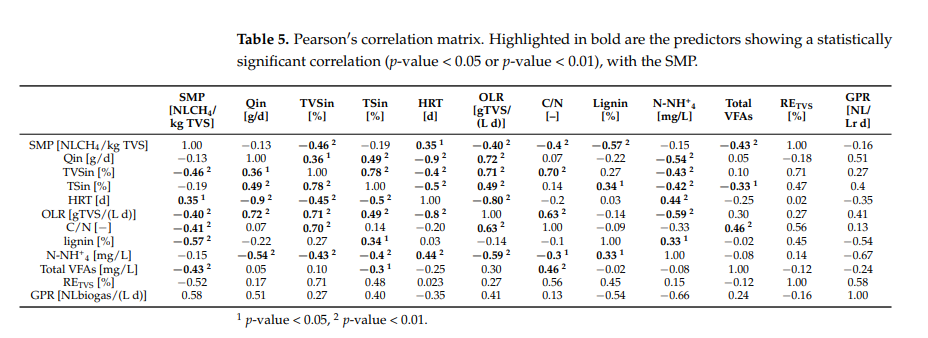 Table 5. Pearson's correlation matrix. Highlighted in bold are the predictors showing a statistically
significant correlation (p-value < 0.05 or p-value < 0.01), with the SMP.
SMP [NLCH4/ kg TVS] Qin [g/d] TVSin [%] TSin [%] HRT [d] OLR [gTVS/ (L d)] C/N [–] Lignin [%] N-NH+4 [mg/L] Total VFAs RETVS [%] GPR [NL/ Lr d]
SMP [NLCH4/kg TVS] 1.00 −0.13 −0.46 2 −0.19 0.35 1 −0.40 2 −0.4 2 −0.57 2 −0.15 −0.43 2 1.00 −0.16
Qin [g/d] −0.13 1.00 0.36 1 0.49 2 −0.9 2 0.72 2 0.07 −0.22 −0.54 2 0.05 −0.18 0.51
TVSin [%] −0.46 2 0.36 1 1.00 0.78 2 −0.4 2 0.71 2 0.70 2 0.27 −0.43 2 0.10 0.71 0.27
TSin [%] −0.19 0.49 2 0.78 2 1.00 −0.5 2 0.49 2 0.14 0.34 1 −0.42 2 −0.33 1 0.47 0.4
HRT [d] 0.35 1 −0.9 2 −0.45 2 −0.5 2 1.00 −0.80 2 −0.2 0.03 0.44 2 −0.25 0.02 −0.35
OLR [gTVS/(L d)] −0.40 2 0.72 2 0.71 2 0.49 2 −0.8 2 1.00 0.63 2 −0.14 −0.59 2 0.30 0.27 0.41
C/N [−] −0.41 2 0.07 0.70 2 0.14 −0.20 0.63 2 1.00 −0.09 −0.33 0.46 2 0.56 0.13
lignin [%] −0.57 2 −0.22 0.27 0.34 1 0.03 −0.14 −0.1 1.00 0.33 1 −0.02 0.45 −0.54
N-NH+4 [mg/L] −0.15 −0.54 2 −0.43 2 −0.4 2 0.44 2 −0.59 2 −0.3 1 0.33 1 1.00 −0.08 0.14 −0.67
Total VFAs [mg/L] −0.43 2 0.05 0.10 −0.3 1 −0.25 0.30 0.46 2 −0.02 −0.08 1.00 −0.12 −0.24
RETVS [%] −0.52 0.17 0.71 0.48 0.023 0.27 0.56 0.45 0.15 −0.12 1.00 0.58
GPR [NLbiogas/(L d)] 0.58 0.51 0.27 0.40 −0.35 0.41 0.13 −0.54 −0.66 0.24 −0.16 1.00
1 p-value < 0.05, 2 p-value < 0.01.